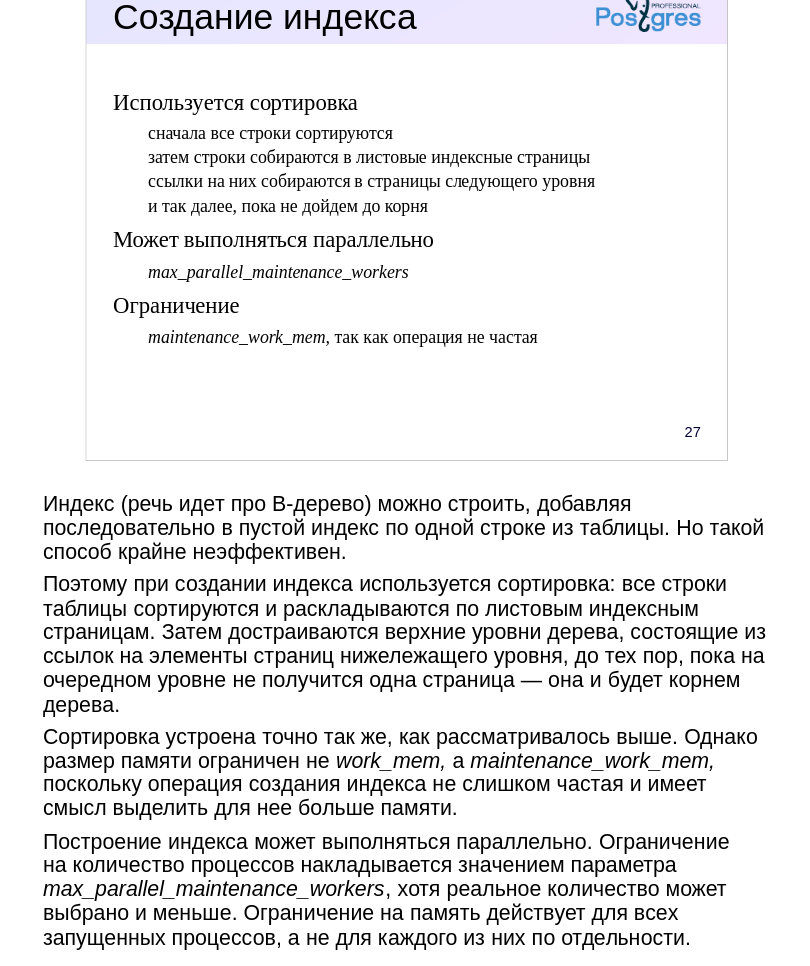 Создание индекса
PROFESSIONAL
Postgres
Используется сортировка
сначала все строки сортируются
затем строки собираются в листовые индексные страницы
ссылки на них собираются в страницы следующего уровня
и так далее, пока не дойдем до корня
Может выполняться параллельно
max_parallel_maintenance_workers
Ограничение
maintenance_work_mem, так как операция не частая
27
Индекс (речь идет про B-дерево) можно строить, добавляя
последовательно в пустой индекс по одной строке из таблицы. Но такой
способ крайне неэффективен.
Поэтому при создании индекса используется сортировка: все строки
таблицы сортируются и раскладываются по листовым индексным
страницам. Затем достраиваются верхние уровни дерева, состоящие из
ссылок на элементы страниц нижележащего уровня, до тех пор, пока на
очередном уровне не получится одна страница — она и будет корнем
дерева.
Сортировка устроена точно так же, как рассматривалось выше. Однако
размер памяти ограничен не work_mem, а maintenance_work_mem,
поскольку операция создания индекса не слишком частая и имеет
смысл выделить для нее больше памяти.
Построение индекса может выполняться параллельно. Ограничение
на количество процессов накладывается значением параметра
max_parallel_maintenance_workers, хотя реальное количество может
выбрано и меньше. Ограничение на память действует для всех
запущенных процессов, а не для каждого из них по отдельности.